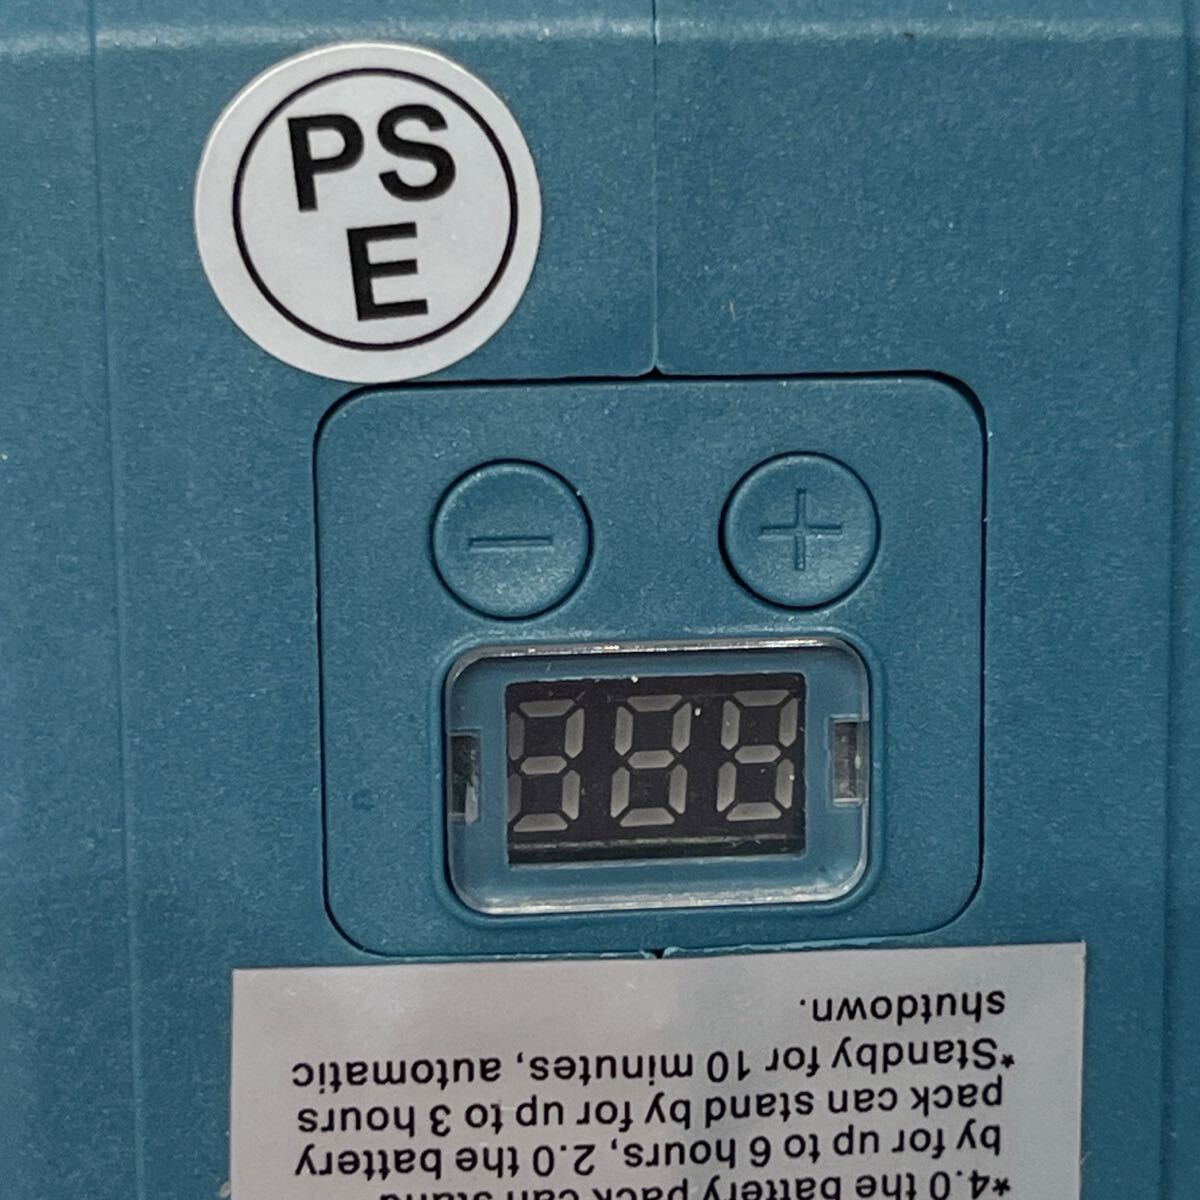 PS
E
*4.0 the battery pack can stand
by for up to 6 hours, 2.0 the battery
pack can stand by for up to 3 hours
*Standby for 10 minutes, automatic
shutdown.